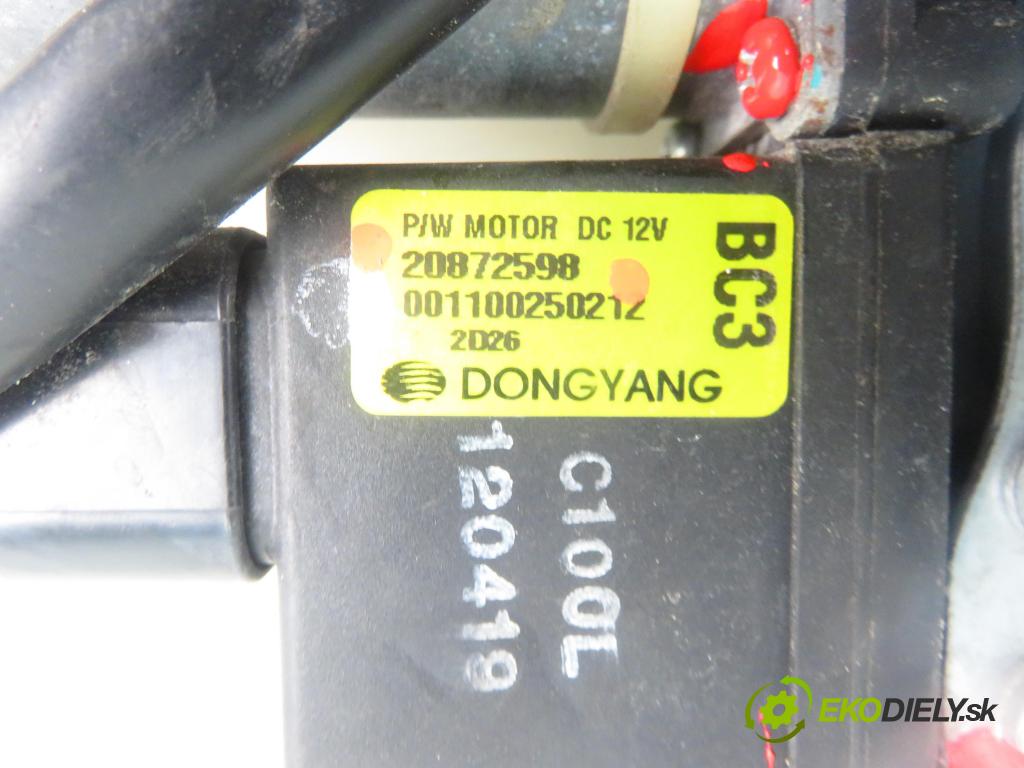 P/W MOTOR DC 12V
20872598
001100250212
2D26
DONGYANG
BC3
C100L
120419
EKODIELY.sk